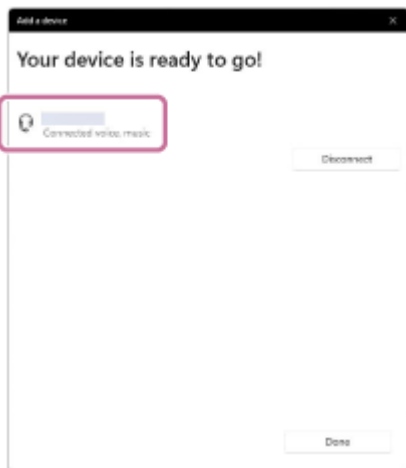 Add a device
Your device is ready to go!
Connected voice, music
Disconnect
Done